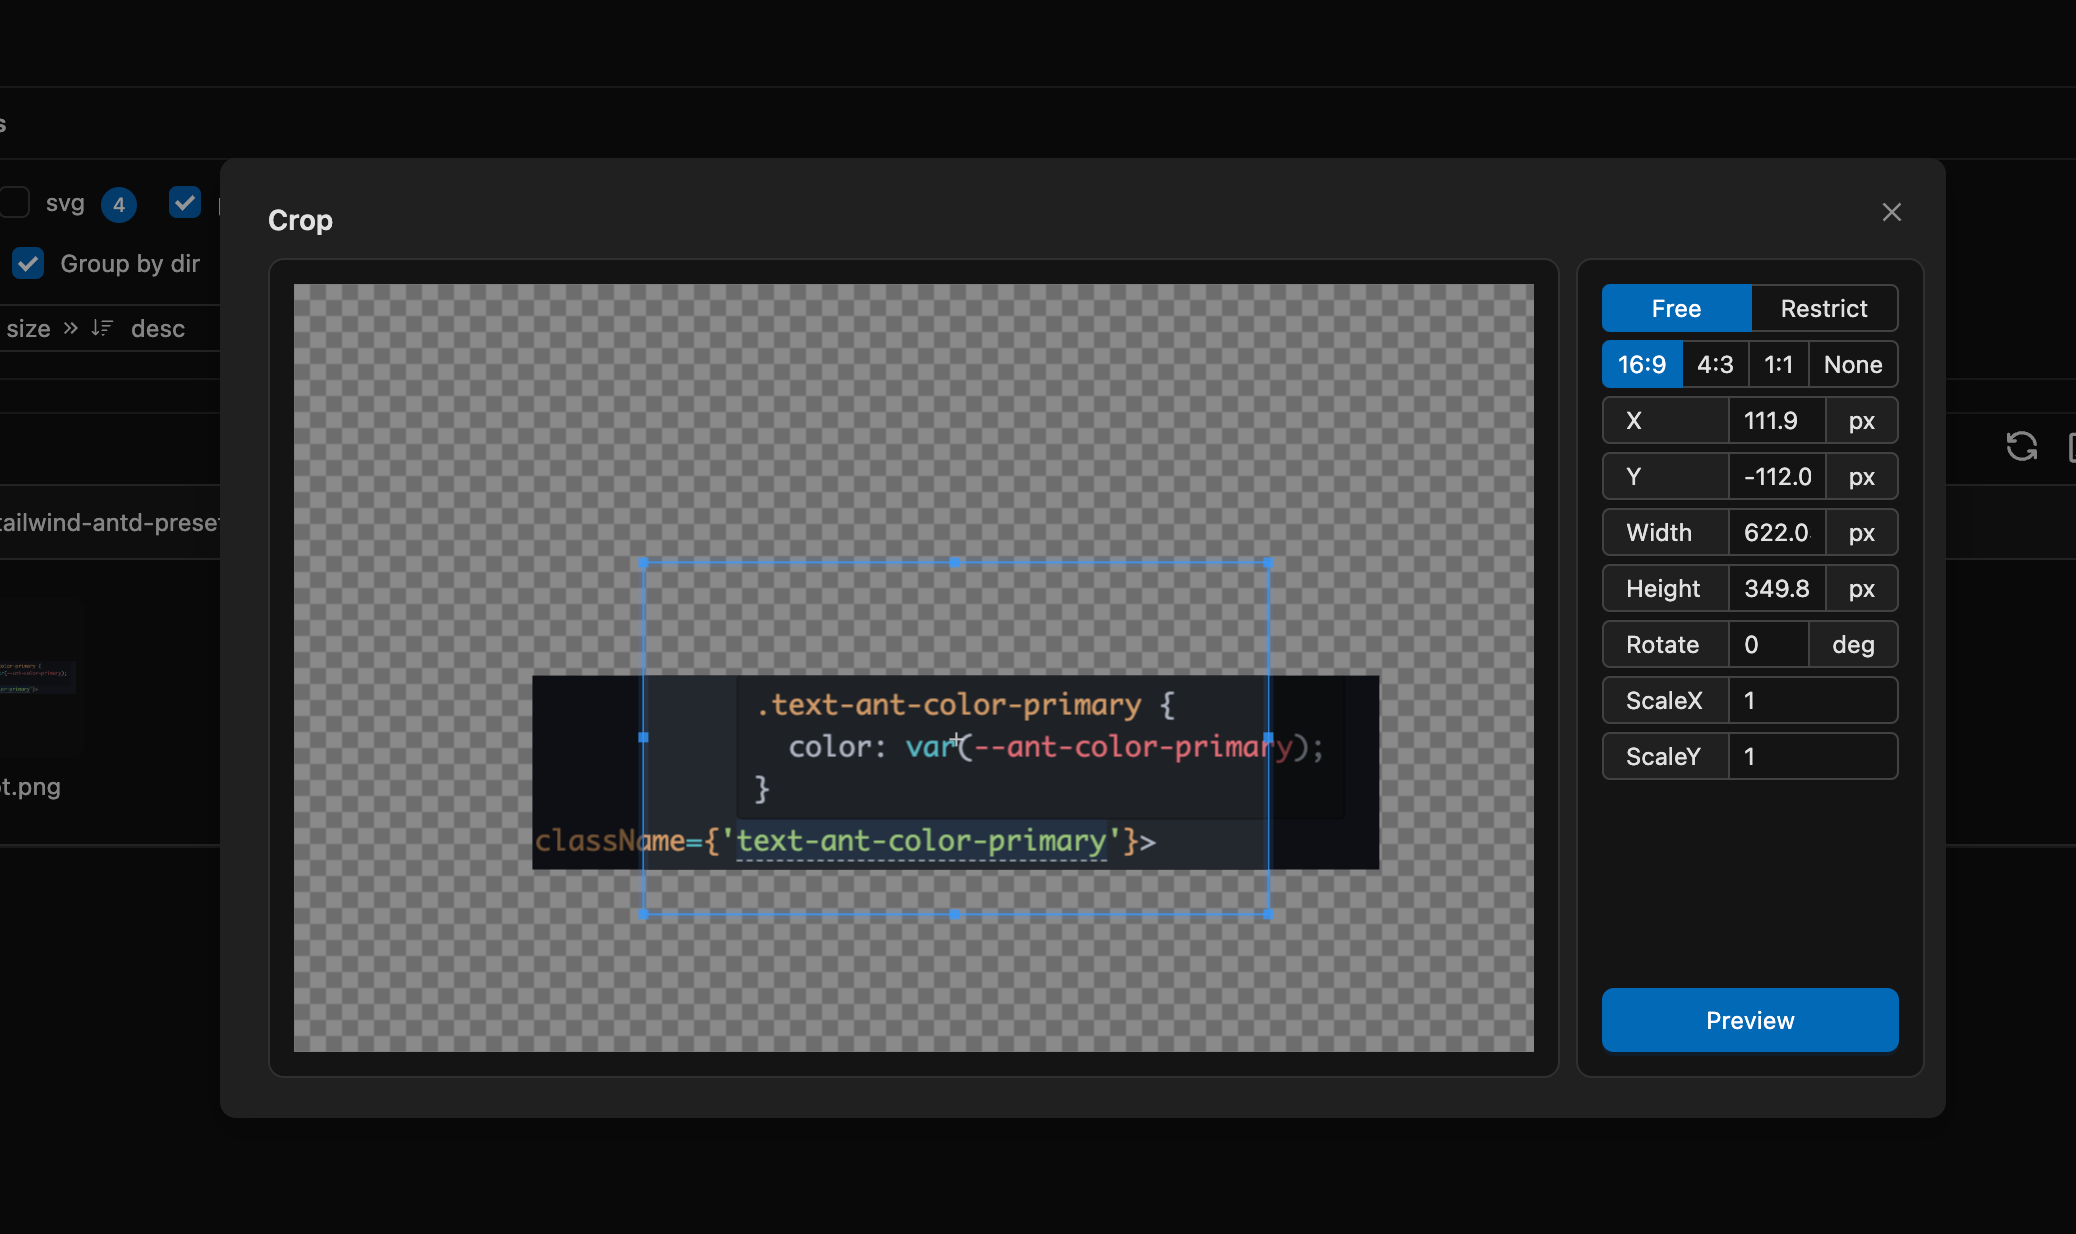 s
svg 4
Group by dir
size » desc
tailwind-antd-preset
t.png
Crop
.text-ant-color-primary {
color: var(--ant-color-primary);
}
className={'text-ant-color-primary'}>
Free Restrict
16:9 4:3 1:1 None
X 111.9 px
Y -112.0 px
Width 622.0 px
Height 349.8 px
Rotate 0 deg
ScaleX 1
ScaleY 1
Preview